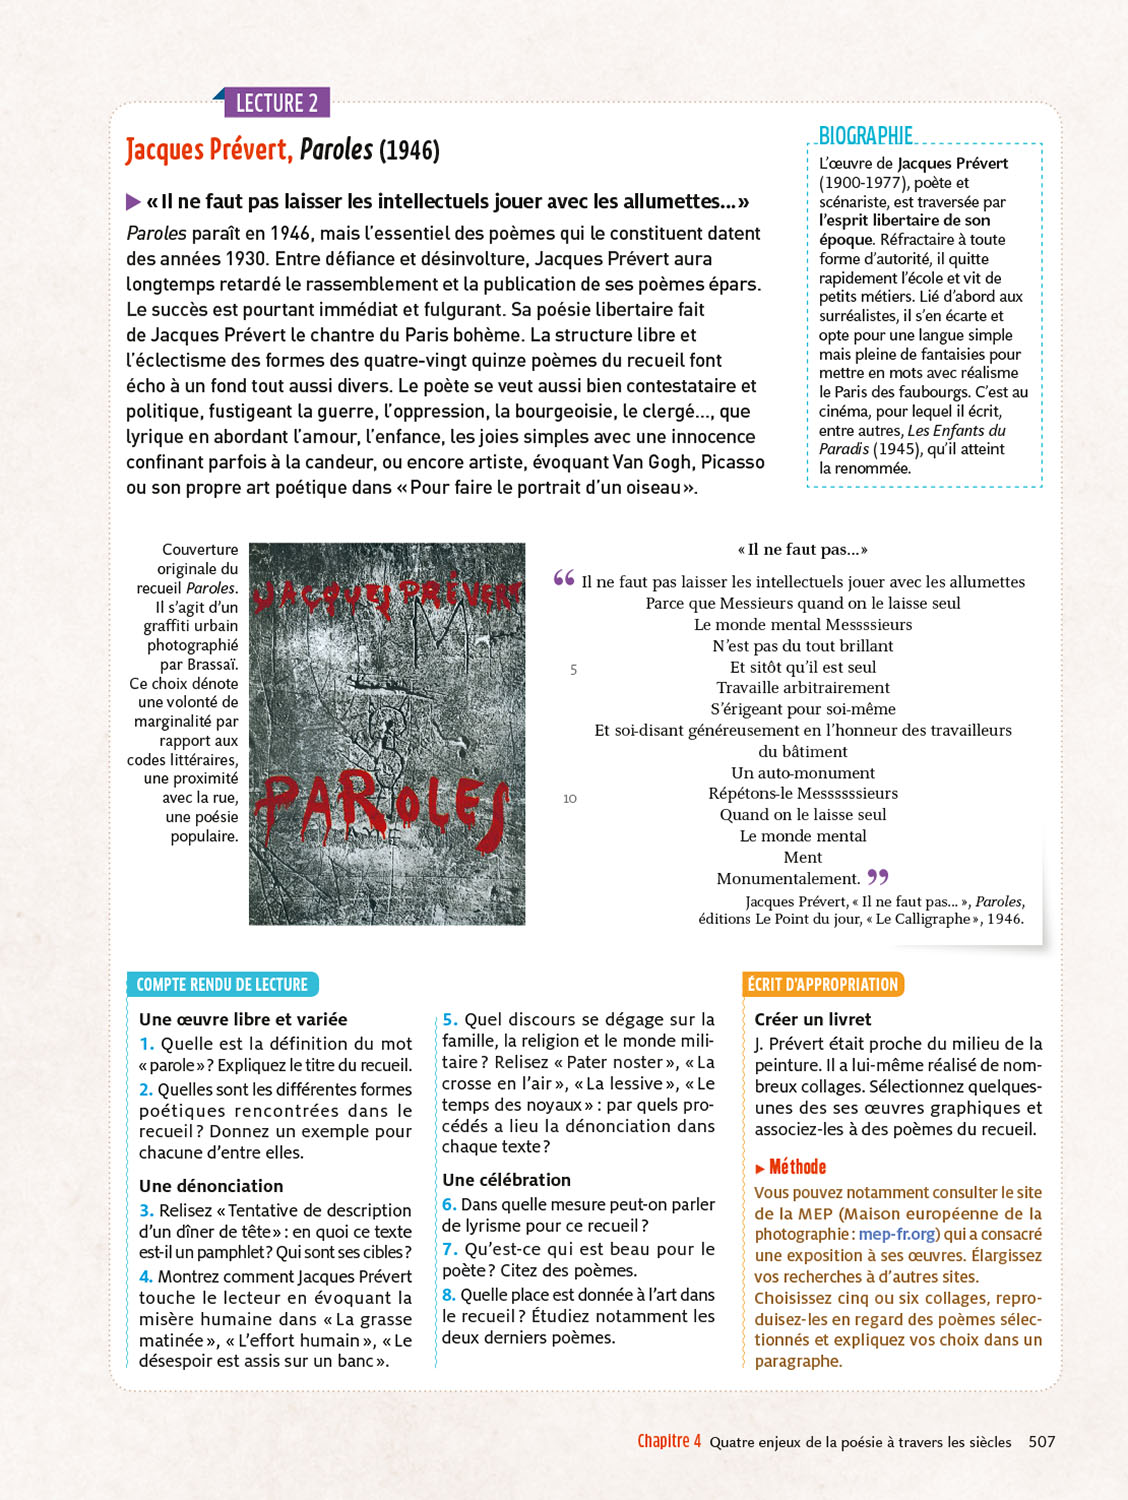 LECTURE 2
Jacques Prévert, Paroles (1946)
▶ « Il ne faut pas laisser les intellectuels jouer avec les allumettes... »
Paroles paraît en 1946, mais l'essentiel des poèmes qui le constituent datent
des années 1930. Entre défiance et désinvolture, Jacques Prévert aura
longtemps retardé le rassemblement et la publication de ses poèmes épars.
Le succès est pourtant immédiat et fulgurant. Sa poésie libertaire fait
de Jacques Prévert le chantre du Paris bohème. La structure libre et
l'éclectisme des formes des quatre-vingt quinze poèmes du recueil font
écho à un fond tout aussi divers. Le poète se veut aussi bien contestataire et
politique, fustigeant la guerre, l'oppression, la bourgeoisie, le clergé..., que
lyrique en abordant l'amour, l'enfance, les joies simples avec une innocence
confinant parfois à la candeur, ou encore artiste, évoquant Van Gogh, Picasso
ou son propre art poétique dans « Pour faire le portrait d'un oiseau ».
BIOGRAPHIE
L'œuvre de Jacques Prévert
(1900-1977), poète et
scénariste, est traversée par
l'esprit libertaire de son
époque. Réfractaire à toute
forme d'autorité, il quitte
rapidement l'école et vit de
petits métiers. Lié d'abord aux
surréalistes, il s'en écarte et
opte pour une langue simple
mais pleine de fantaisies pour
mettre en mots avec réalisme
le Paris des faubourgs. C'est au
cinéma, pour lequel il écrit,
entre autres, Les Enfants du
Paradis (1945), qu'il atteint
la renommée.
Couverture
originale du
recueil Paroles.
Il s'agit d'un
graffiti urbain
photographié
par Brassaï.
Ce choix dénote
une volonté de
marginalité par
rapport aux
codes littéraires,
une proximité
avec la rue,
une poésie
populaire.
JACQUES PRÉVERT
PAROLES
« Il ne faut pas... »
“ Il ne faut pas laisser les intellectuels jouer avec les allumettes
Parce que Messieurs quand on le laisse seul
Le monde mental Messssieurs
N'est pas du tout brillant
5 Et sitôt qu'il est seul
Travaille arbitrairement
S'érigeant pour soi-même
Et soi-disant généreusement en l'honneur des travailleurs
du bâtiment
Un auto-monument
10 Répétons-le Messsssssieurs
Quand on le laisse seul
Le monde mental
Ment
Monumentalement. ”
Jacques Prévert, « Il ne faut pas... », Paroles,
éditions Le Point du jour, « Le Calligraphe », 1946.
COMPTE RENDU DE LECTURE
Une œuvre libre et variée
1. Quelle est la définition du mot
« parole » ? Expliquez le titre du recueil.
2. Quelles sont les différentes formes
poétiques rencontrées dans le
recueil ? Donnez un exemple pour
chacune d'entre elles.
Une dénonciation
3. Relisez « Tentative de description
d'un dîner de tête » : en quoi ce texte
est-il un pamphlet ? Qui sont ses cibles ?
4. Montrez comment Jacques Prévert
touche le lecteur en évoquant la
misère humaine dans « La grasse
matinée », « L'effort humain », « Le
désespoir est assis sur un banc ».
5. Quel discours se dégage sur la
famille, la religion et le monde mili-
taire ? Relisez « Pater noster », « La
crosse en l'air », « La lessive », « Le
temps des noyaux » : par quels pro-
cédés a lieu la dénonciation dans
chaque texte ?
Une célébration
6. Dans quelle mesure peut-on parler
de lyrisme pour ce recueil ?
7. Qu'est-ce qui est beau pour le
poète ? Citez des poèmes.
8. Quelle place est donnée à l'art dans
le recueil ? Étudiez notamment les
deux derniers poèmes.
ÉCRIT D'APPROPRIATION
Créer un livret
J. Prévert était proche du milieu de la
peinture. Il a lui-même réalisé de nom-
breux collages. Sélectionnez quelques-
unes des ses œuvres graphiques et
associez-les à des poèmes du recueil.
▶ Méthode
Vous pouvez notamment consulter le site
de la MEP (Maison européenne de la
photographie : mep-fr.org) qui a consacré
une exposition à ses œuvres. Élargissez
vos recherches à d'autres sites.
Choisissez cinq ou six collages, repro-
duisez-les en regard des poèmes sélec-
tionnés et expliquez vos choix dans un
paragraphe.
Chapitre 4 Quatre enjeux de la poésie à travers les siècles 507